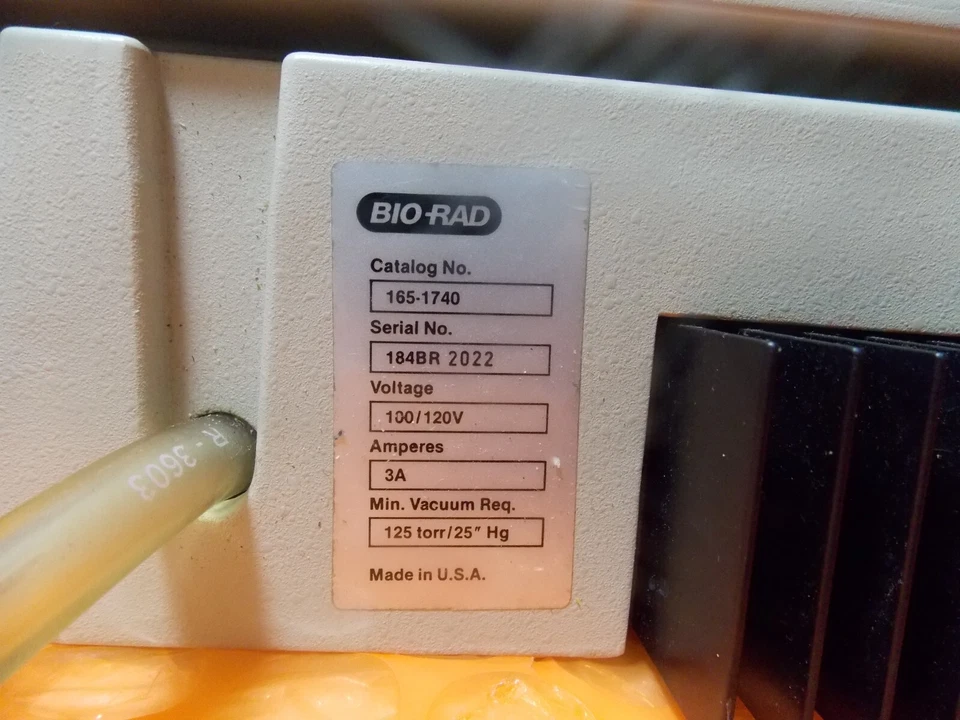 BIO-RAD
Catalog No.
165-1740
Serial No.
184BR 2022
Voltage
100/120V
Amperes
3A
Min. Vacuum Req.
125 torr/25" Hg
Made in U.S.A.
R-3603